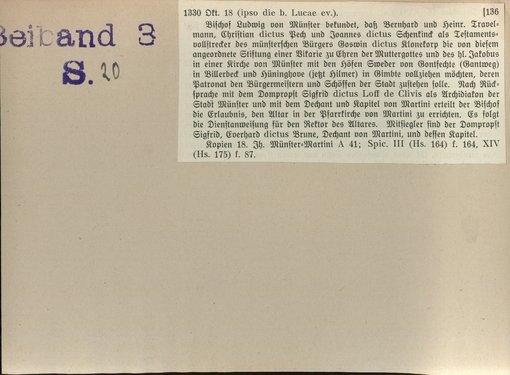 Beiband 3
S. 20
1330 Okt. 18 (ipso die b. Lucae ev.). [136
Bischof Ludwig von Münster bekundet, daß Bernhard und Heinr. Travel-
mann, Christian dictus Pech und Joannes dictus Schenkinck als Testaments-
vollstrecker des münsterschen Bürgers Goswin dictus Klonekorp die von diesem
angeordnete Stiftung einer Vikarie zu Ehren der Muttergottes und des hl. Jakobus
in einer Kirche von Münster mit den Höfen Sweder von Gontfechte (Gantweg)
in Billerbeck und Hüninghove (jetzt Hilmer) in Gimbte vollziehen möchten, deren
Patronat den Bürgermeistern und Schöffen der Stadt zustehen solle. Nach Rück-
sprache mit dem Dompropst Sigfrid dictus Loff de Clivis als Archidiakon der
Stadt Münster und mit dem Dechant und Kapitel von Martini erteilt der Bischof
die Erlaubnis, den Altar in der Pfarrkirche von Martini zu errichten. Es folgt
die Dienstanweisung für den Rektor des Altares. Mitsiegler sind der Dompropst
Sigfrid, Everhard dictus Brune, Dechant von Martini, und dessen Kapitel.
Kopien 18. Jh. Münster-Martini A 41; Spic. III (Hs. 164) f. 164, XIV
(Hs. 175) f. 87.